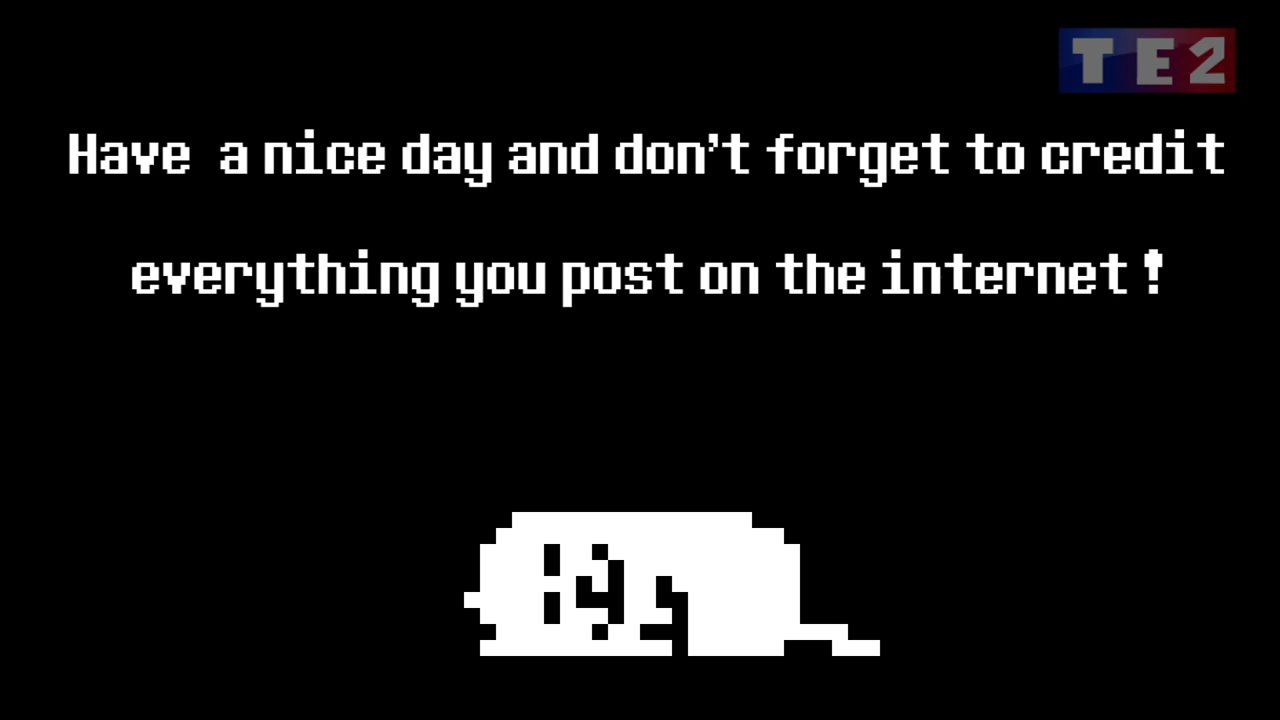 TE2
Have a nice day and don't forget to credit
everything you post on the internet !